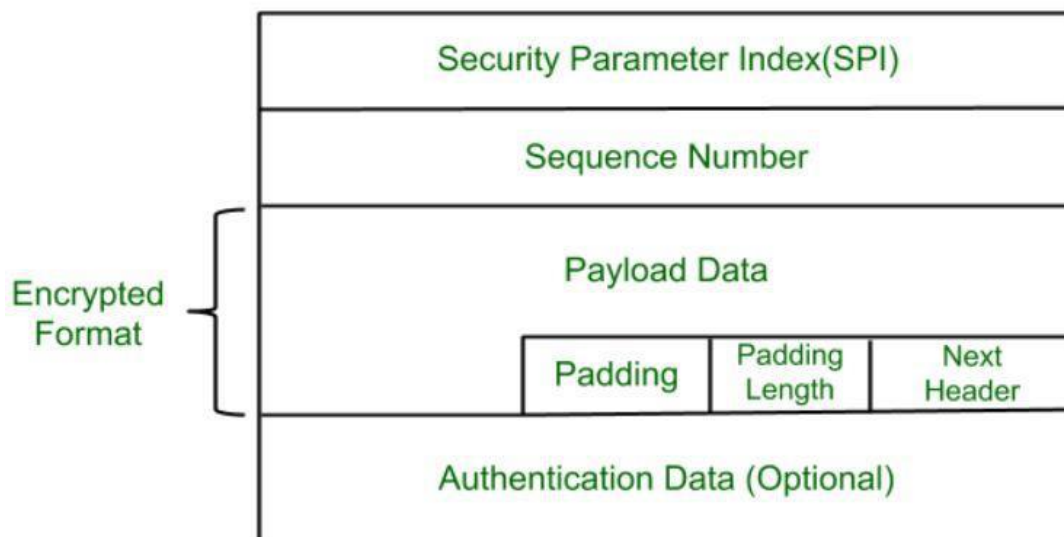 Security Parameter Index(SPI)
Sequence Number
Payload Data
Encrypted
Format
Padding
Padding
Length
Next
Header
Authentication Data (Optional)